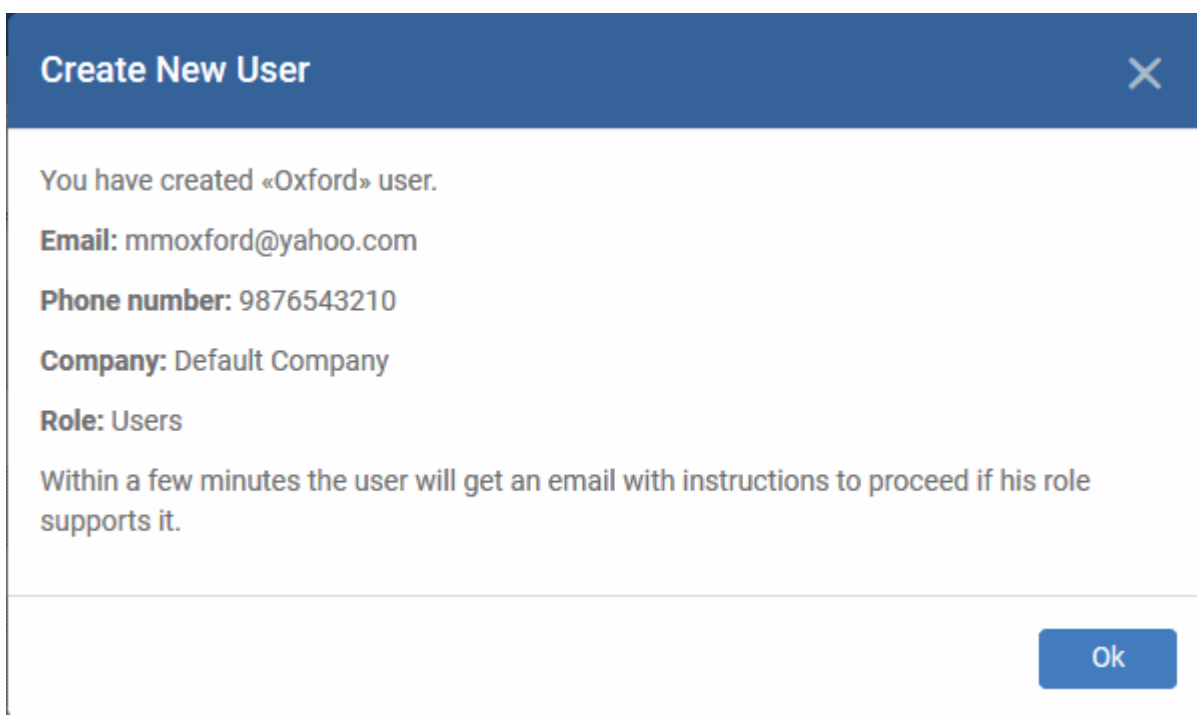 Create New User
You have created «Oxford» user.
Email: mmoxford@yahoo.com
Phone number: 9876543210
Company: Default Company
Role: Users
Within a few minutes the user will get an email with instructions to proceed if his role
supports it.
Ok